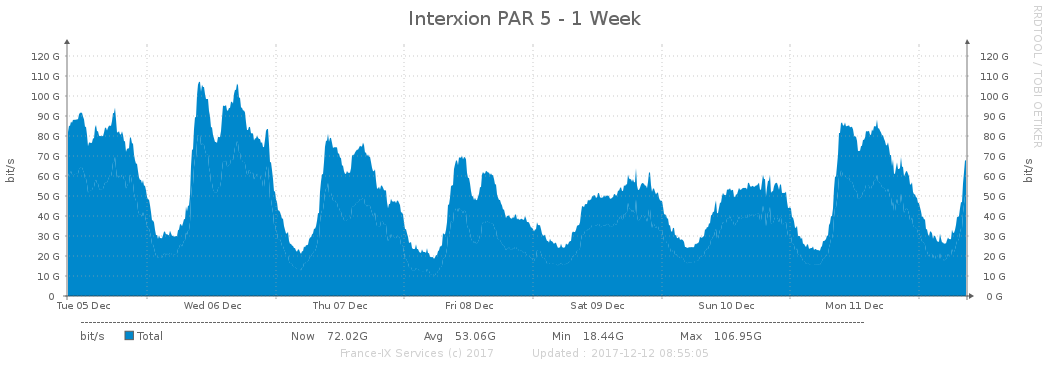 Interxion PAR 5 - 1 Week
RRDTOOL / TOBI OETIKER
bit/s
bit/s
120 G 120 G
110 G 110 G
100 G 100 G
90 G 90 G
80 G 80 G
70 G 70 G
60 G 60 G
50 G 50 G
40 G 40 G
30 G 30 G
20 G 20 G
10 G 10 G
0 0 G
Tue 05 Dec Wed 06 Dec Thu 07 Dec Fri 08 Dec Sat 09 Dec Sun 10 Dec Mon 11 Dec
bit/s Total Now 72.02G Avg 53.06G Min 18.44G Max 106.95G
France-IX Services (c) 2017 Updated : 2017-12-12 08:55:05